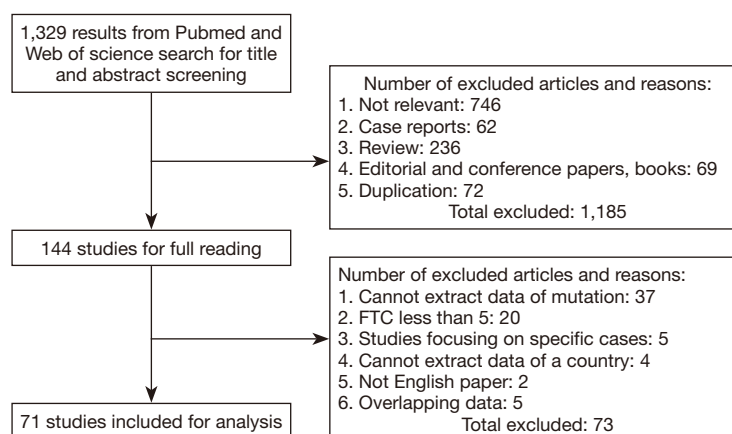 1,329 results from Pubmed and
Web of science search for title
and abstract screening
Number of excluded articles and reasons:
1. Not relevant: 746
2. Case reports: 62
3. Review: 236
4. Editorial and conference papers, books: 69
5. Duplication: 72
Total excluded: 1,185
144 studies for full reading
Number of excluded articles and reasons:
1. Cannot extract data of mutation: 37
2. FTC less than 5: 20
3. Studies focusing on specific cases: 5
4. Cannot extract data of a country: 4
5. Not English paper: 2
6. Overlapping data: 5
Total excluded: 73
71 studies included for analysis